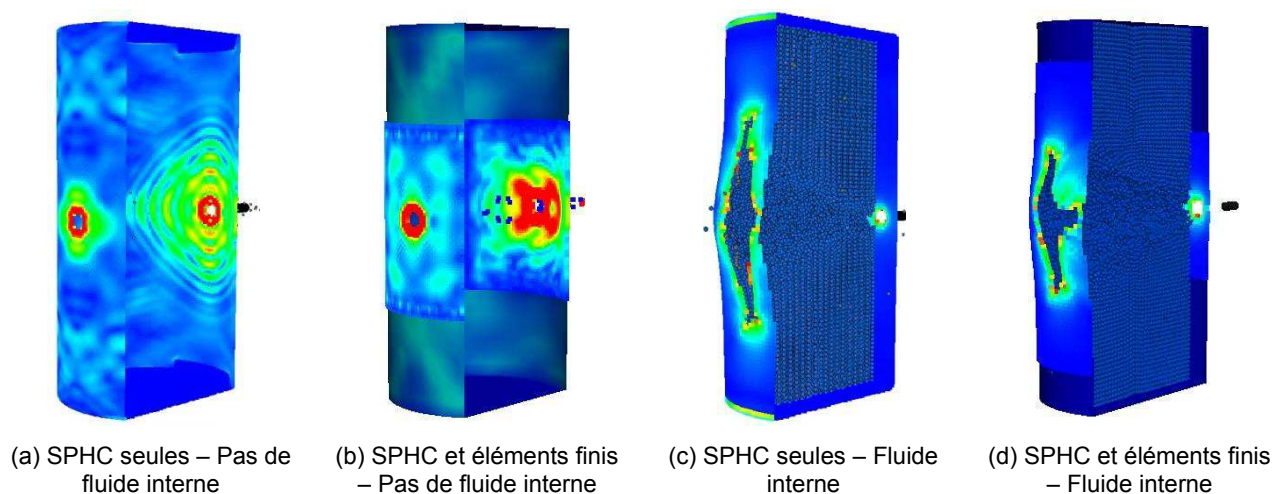 (a) SPHC seules – Pas de
fluide interne
(b) SPHC et éléments finis
– Pas de fluide interne
(c) SPHC seules – Fluide
interne
(d) SPHC et éléments finis
– Fluide interne